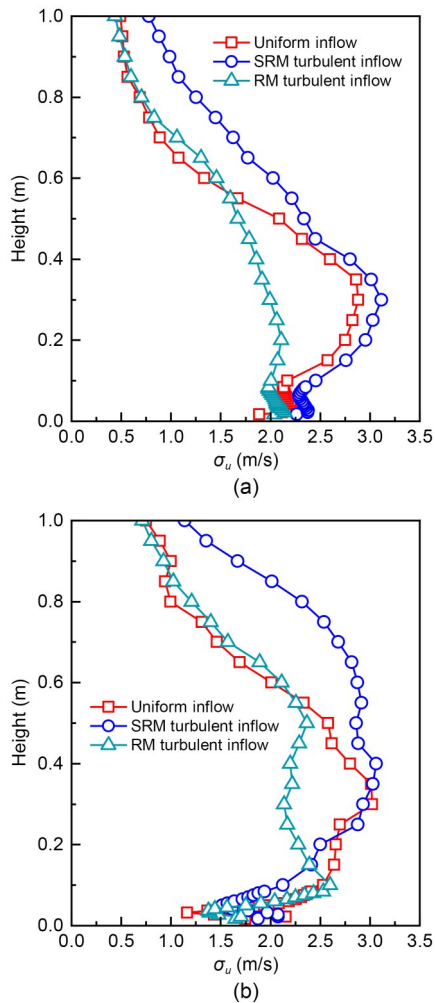 1.0
0.8
0.6
0.4
0.2
0.0
Height (m)
Uniform inflow
SRM turbulent inflow
RM turbulent inflow
0.0 0.5 1.0 1.5 2.0 2.5 3.0 3.5
σu (m/s)
(a)
1.0
0.8
0.6
0.4
0.2
0.0
Height (m)
Uniform inflow
SRM turbulent inflow
RM turbulent inflow
0.0 0.5 1.0 1.5 2.0 2.5 3.0 3.5
σu (m/s)
(b)